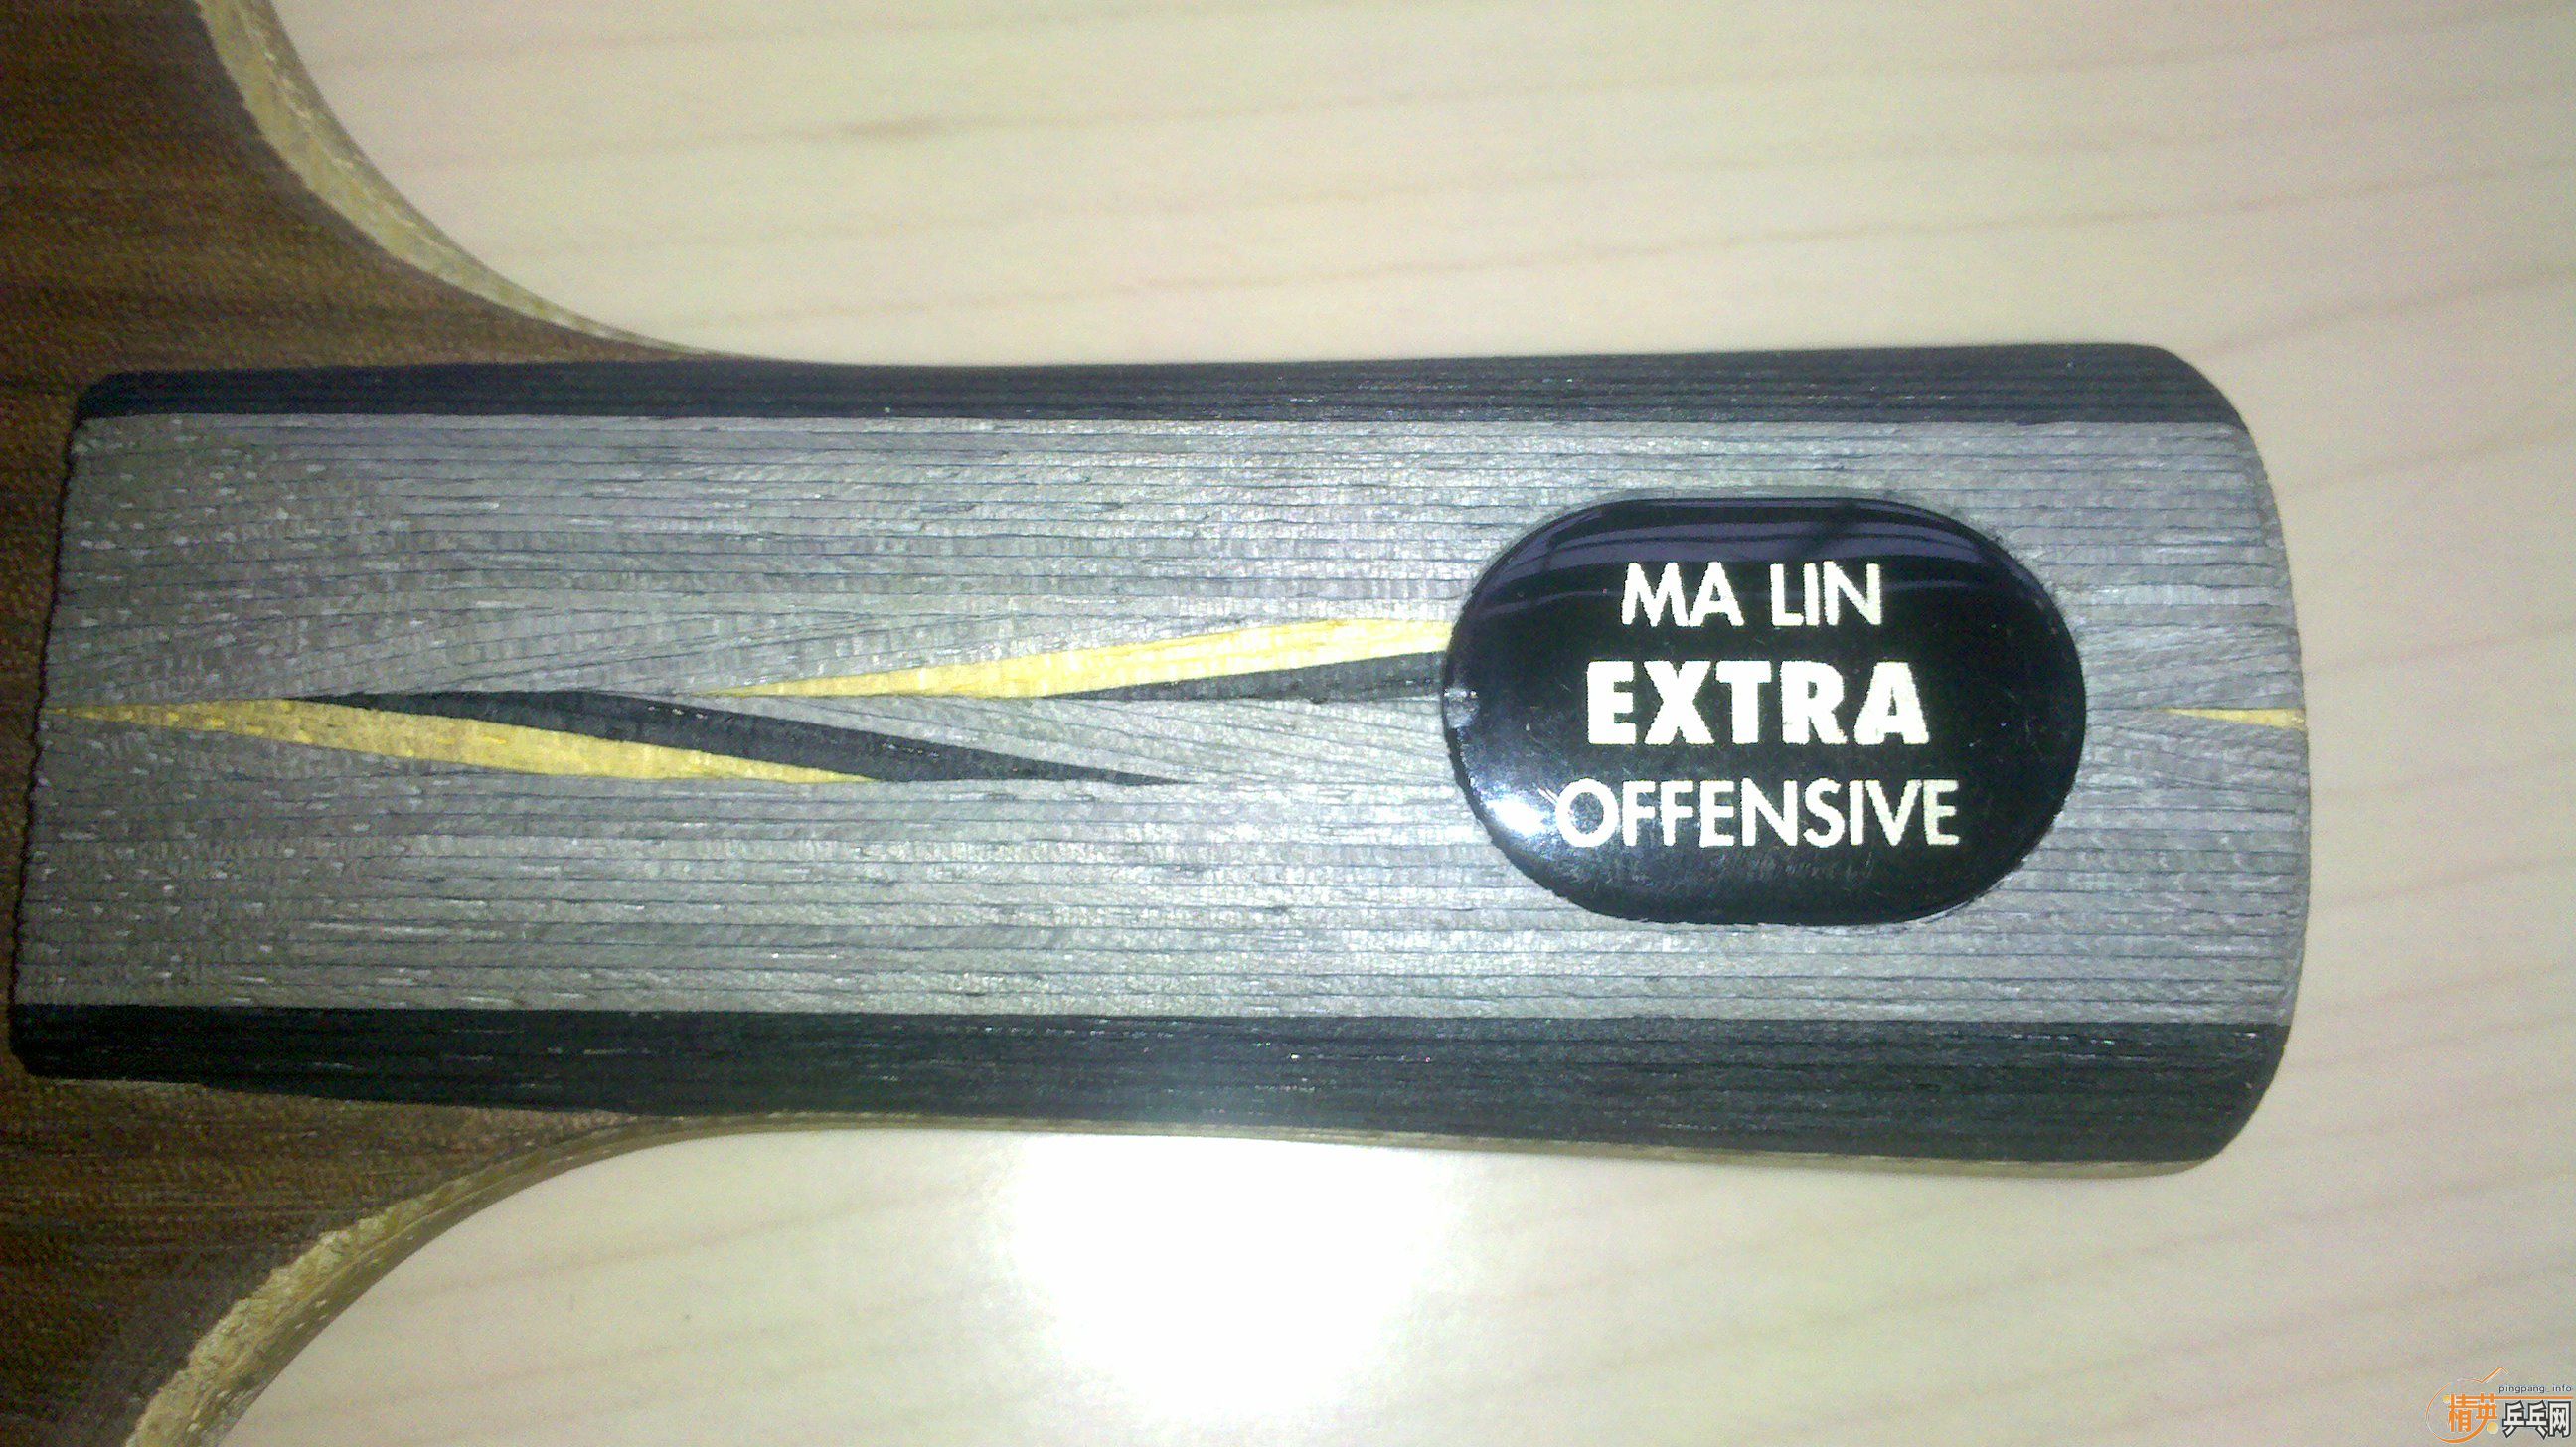 MA LIN
EXTRA
OFFENSIVE
pingpang.info
精英乒乓网